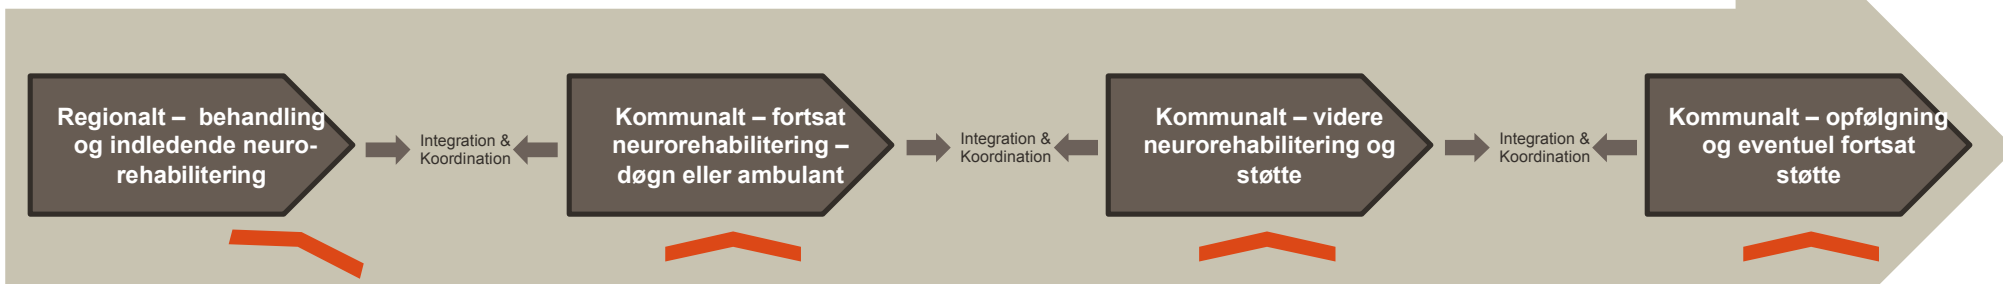 Regionalt – behandling
og indledende neuro-
rehabilitering
Integration &
Koordination
Kommunalt – fortsat
neurorehabilitering –
døgn eller ambulant
Integration &
Koordination
Kommunalt – videre
neurorehabilitering og
støtte
Integration &
Koordination
Kommunalt – opfølgning
og eventuel fortsat
støtte